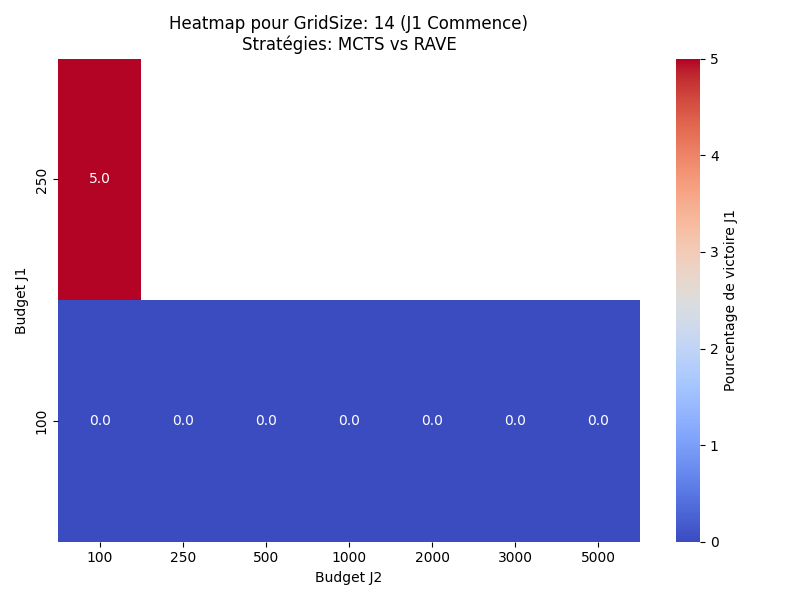 Heatmap pour GridSize: 14 (J1 Commence)
Stratégies: MCTS vs RAVE
Budget J1
250
100
5.0
0.0 0.0 0.0 0.0 0.0 0.0 0.0
100 250 500 1000 2000 3000 5000
Budget J2
5
4
3
2
1
0
Pourcentage de victoire J1